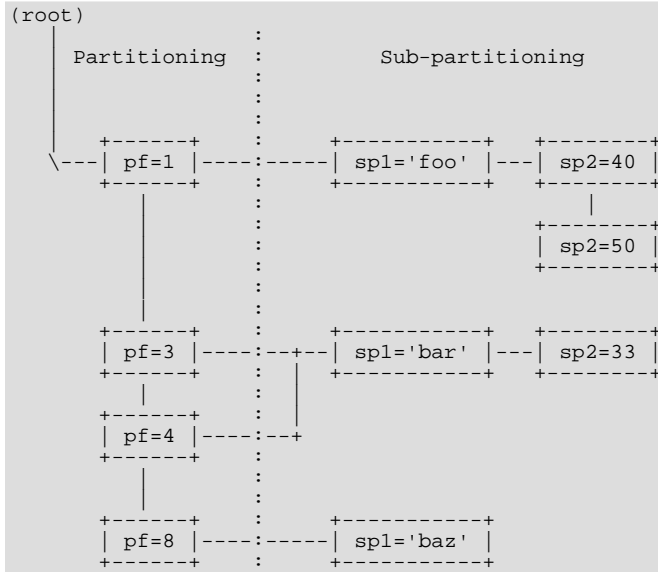 (root)
Partitioning : Sub-partitioning
\---| pf=1 |----:-----| sp1='foo' |---| sp2=40 |
| sp2=50 |
| pf=3 |----:--+--| sp1='bar' |---| sp2=33 |
| pf=4 |----:--+
| pf=8 |----:-----| sp1='baz' |